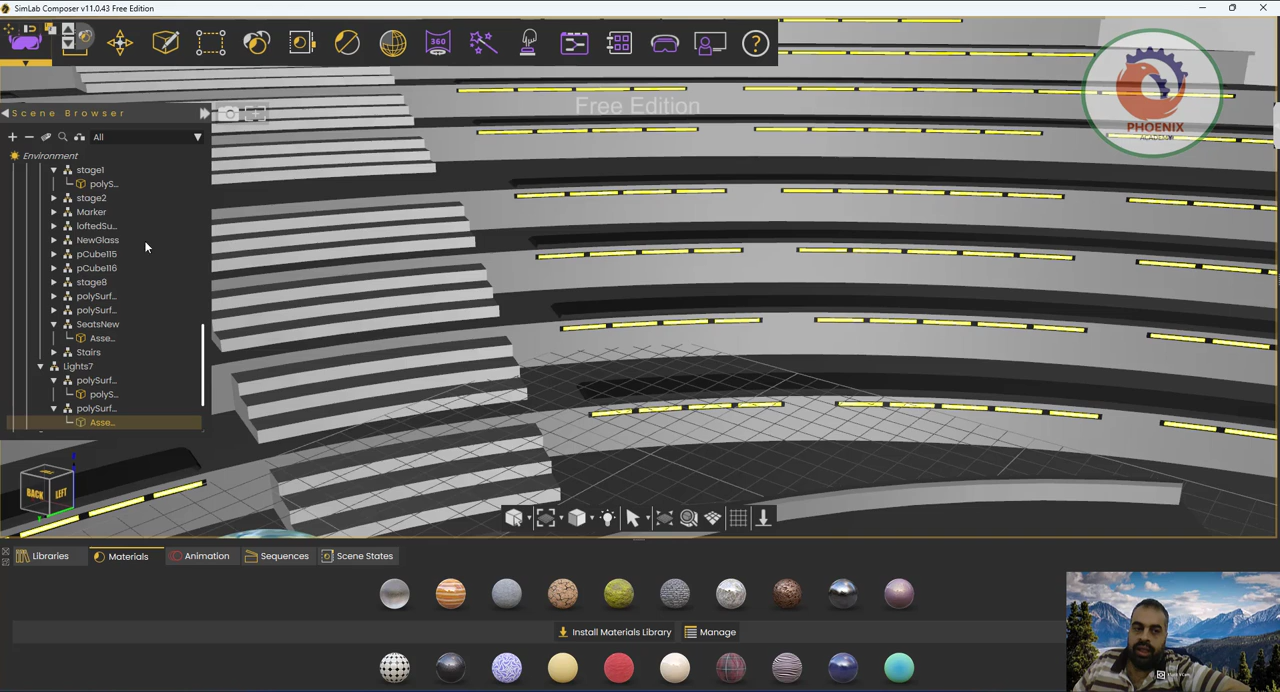 SimLab Composer v11.0.43 Free Edition
360
Free Edition
PHOENIX
Scene Browser
All
Environment
stage1
polyS...
stage2
Marker
loftedSu...
NewGlass
pCube115
pCube116
stage8
polySurf...
polySurf...
SeatsNew
Asse...
Stairs
Lights7
polySurf...
polyS...
polySurf...
Asse...
BACK
LEFT
Libraries
Materials
Animation
Sequences
Scene States
Install Materials Library
Manage